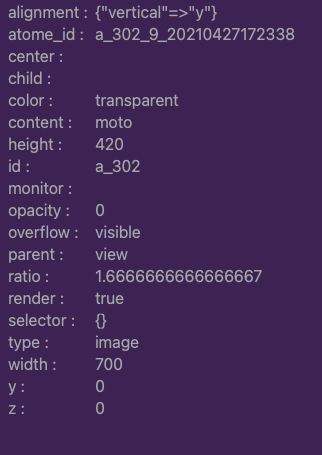 alignment : {"vertical"=>"y"}
atome_id : a_302_9_20210427172338
center :
child :
color : transparent
content : moto
height : 420
id : a_302
monitor :
opacity : 0
overflow : visible
parent : view
ratio : 1.6666666666666667
render : true
selector : {}
type : image
width : 700
y : 0
z : 0